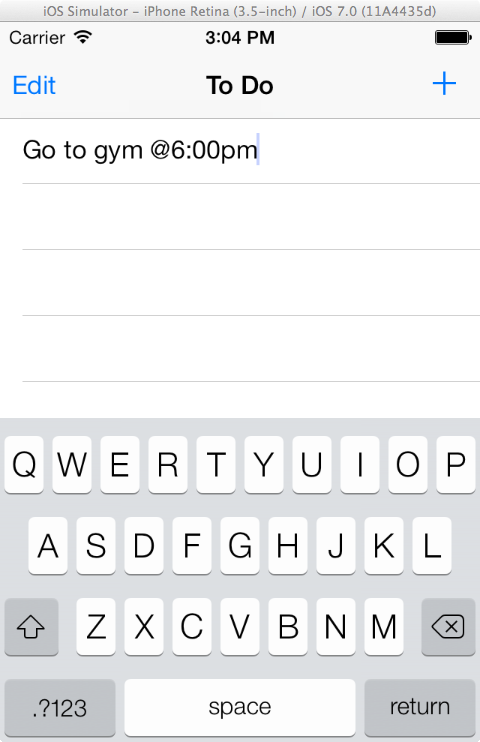 iOS Simulator – iPhone Retina (3.5-inch) / iOS 7.0 (11A4435d)
Carrier 3:04 PM
Edit To Do +
Go to gym @6:00pm
Q W E R T Y U I O P
A S D F G H J K L
Z X C V B N M
.?123 space return